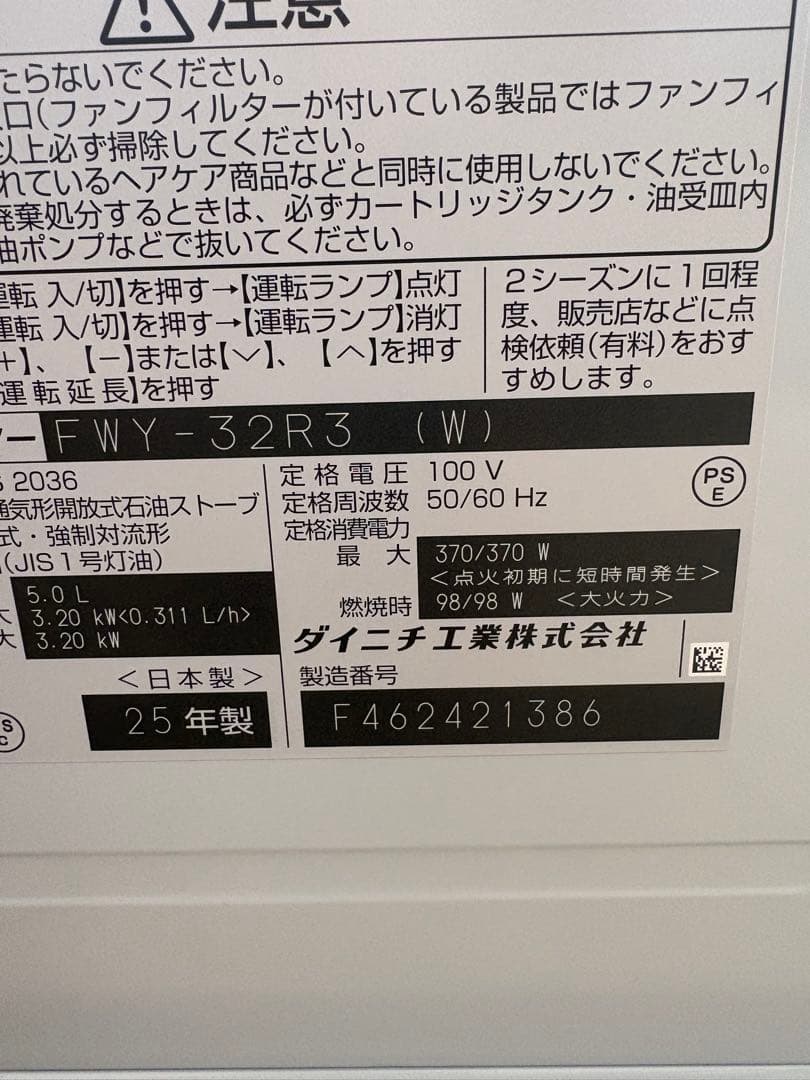 注意
たらないでください。
口(ファンフィルターが付いている製品ではファンフィ
以上必ず掃除してください。
れているヘアケア商品などと同時に使用しないでください。
発棄処分するときは、必ずカートリッジタンク・油受皿内
油ポンプなどで抜いてください。
運転 入/切】を押す→【運転ランプ】点灯
運転 入/切】を押す→【運転ランプ】消灯
+】、【-】または【∨】、【∧】を押す
運転延長】を押す
2シーズンに1回程
度、販売店などに点
検依頼(有料)をおす
すめします。
ー FWY-32R3 (W)
S 2036
通気形開放式石油ストーブ
式・強制対流形
(JIS1号灯油)
5.0 L
大 3.20 kW<0.311 L/h>
大 3.20 kW
<日本製>
25年製
定格電圧 100 V
定格周波数 50/60 Hz
定格消費電力
最大 370/370 W
<点火初期に短時間発生>
燃焼時 98/98 W <大火力>
PS
E
ダイニチ工業株式会社
製造番号
F462421386
S
C